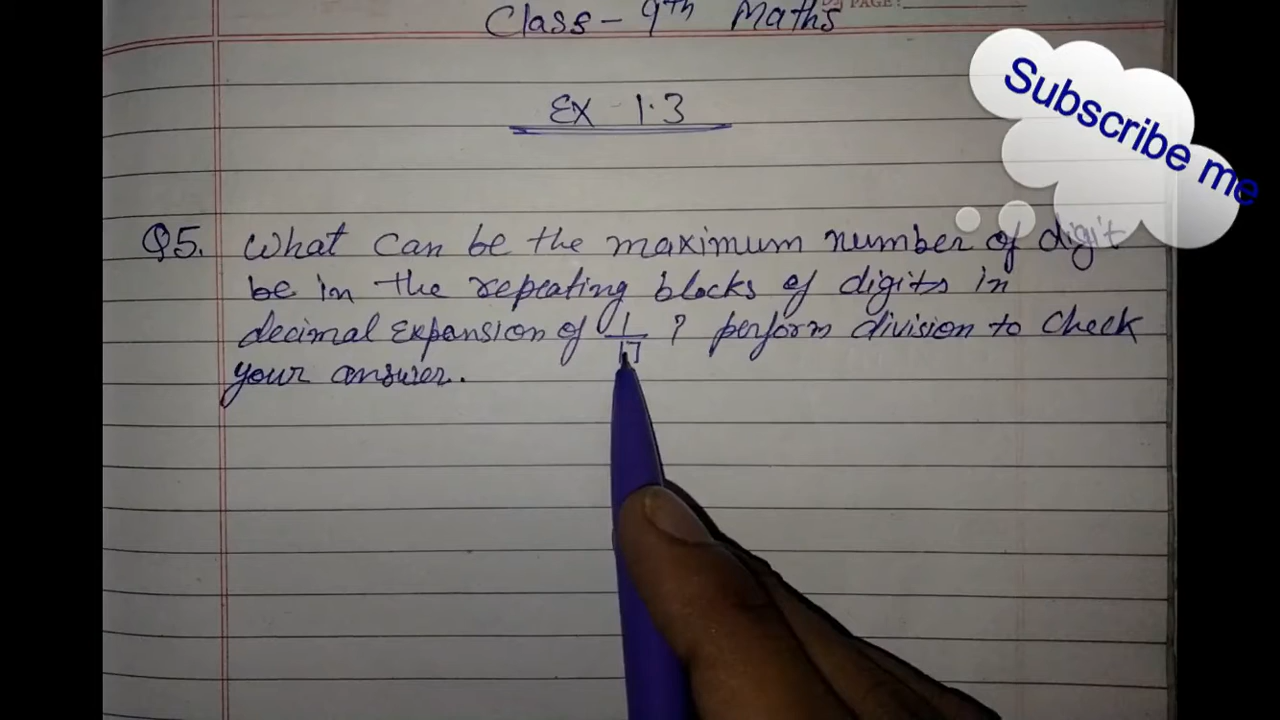 Class - 9th Maths
PAGE:
Ex - 1.3
Subscribe me
Q5. What can be the maximum number of digit
be in the repeating blocks of digits in
decimal Expansion of 1/17 ? perform division to Check
your answer.